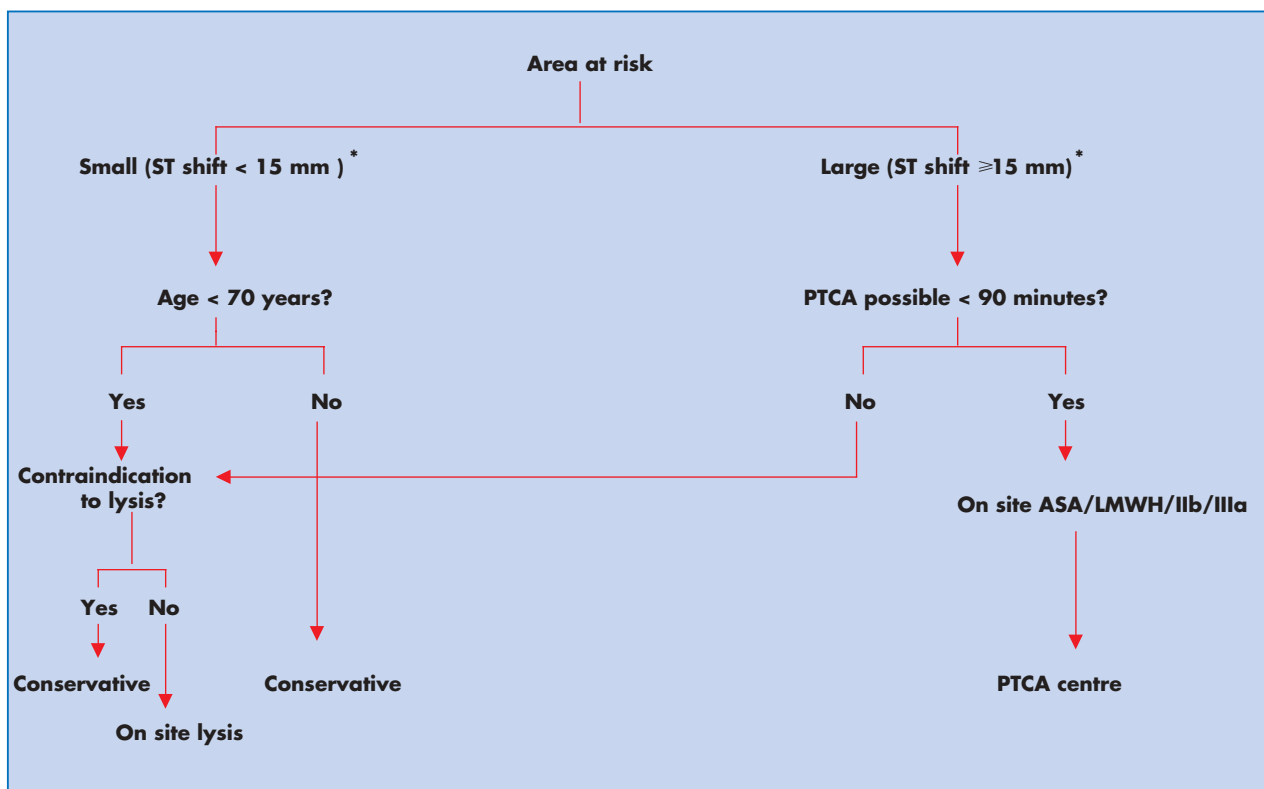 Area at risk
Small (ST shift < 15 mm ) *
Large (ST shift ⩾15 mm) *
Age < 70 years?
PTCA possible < 90 minutes?
Yes
No
No
Yes
Contraindication
to lysis?
On site ASA/LMWH/IIb/IIIa
Yes
No
Conservative
Conservative
PTCA centre
On site lysis